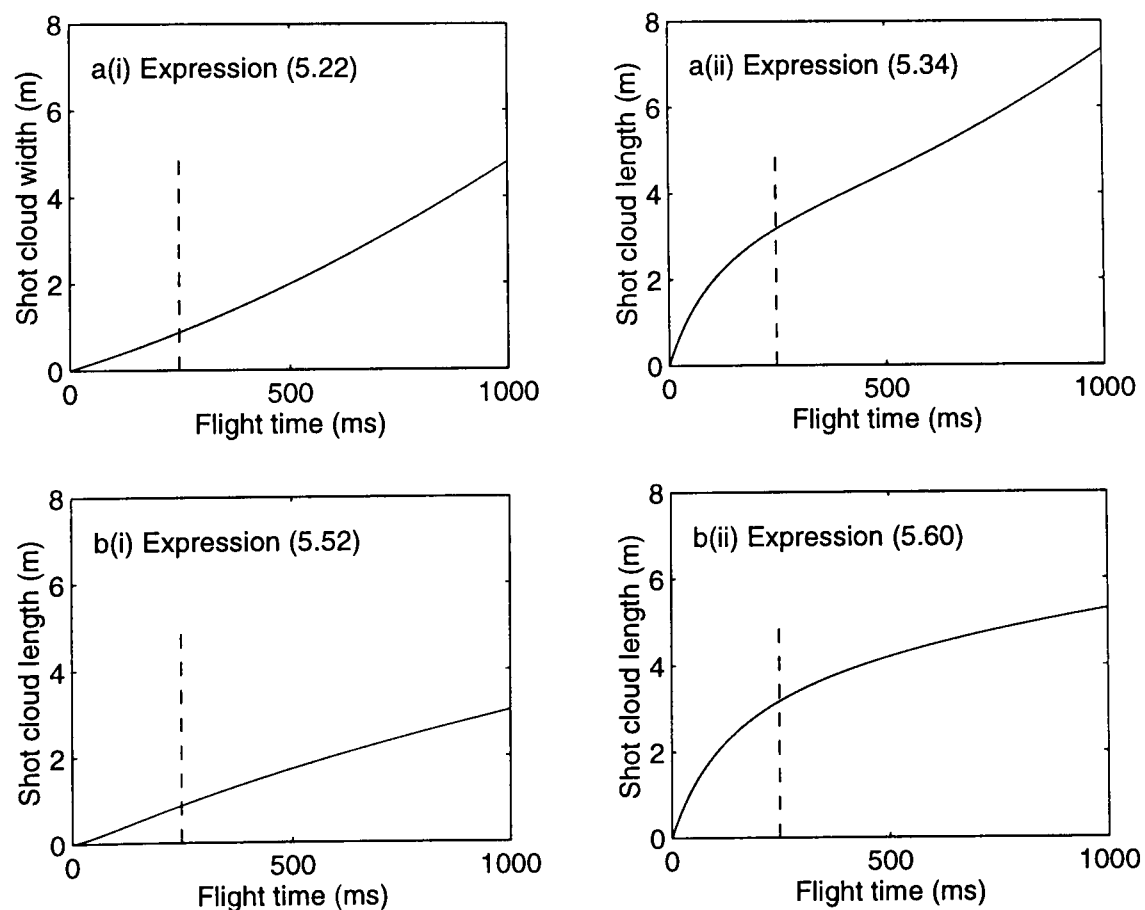 8
6
4
2
0
a(i) Expression (5.22)
Shot cloud width (m)
0 500 1000
Flight time (ms)
8
6
4
2
0
a(ii) Expression (5.34)
Shot cloud length (m)
0 500 1000
Flight time (ms)
8
6
4
2
0
b(i) Expression (5.52)
Shot cloud length (m)
0 500 1000
Flight time (ms)
8
6
4
2
0
b(ii) Expression (5.60)
Shot cloud length (m)
0 500 1000
Flight time (ms)